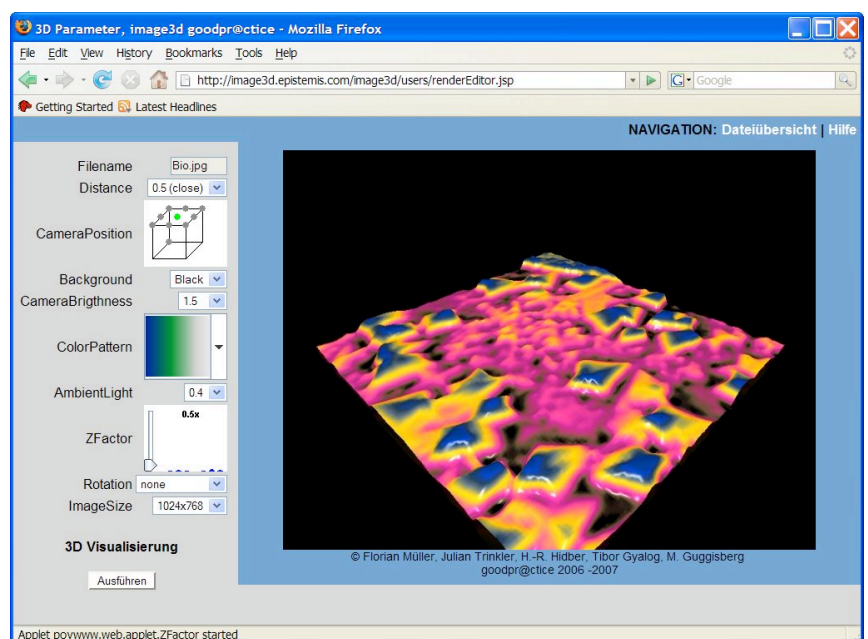 3D Parameter, image3d goodpr@ctice - Mozilla Firefox
File Edit View History Bookmarks Tools Help
http://image3d.epistemis.com/image3d/users/renderEditor.jsp
G Google
Getting Started Latest Headlines
NAVIGATION: Dateiübersicht | Hilfe
Filename Bio.jpg
Distance 0.5 (close)
CameraPosition
Background Black
CameraBrigthness 1.5
ColorPattern
AmbientLight 0.4
0.5x
ZFactor
Rotation none
ImageSize 1024x768
3D Visualisierung
Ausführen
© Florian Müller, Julian Trinkler, H.-R. Hidber, Tibor Gyalog, M. Guggisberg
goodpr@ctice 2006 -2007
Applet povwww.web.applet.ZFactor started